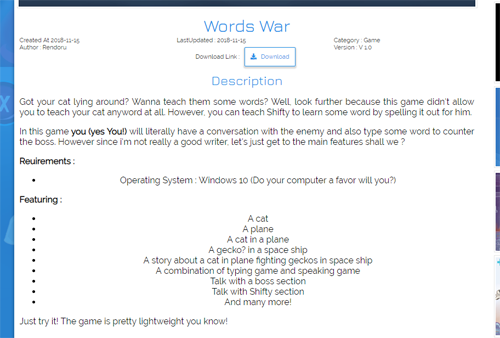 Words War
Created At 2018-11-15 LastUpdated : 2018-11-15 Category : Game
Author : Rendoru Version : V 1.0
Download Link : Download
Description
Got your cat lying around? Wanna teach them some words? Well, look further because this game didn't allow
you to teach your cat anyword at all. However, you can teach Shifty to learn some word by spelling it out for him.
In this game you (yes You!) will literally have a conversation with the enemy and also type some word to counter
the boss. However since i'm not really a good writer, let's just get to the main features shall we ?
Reuirements :
• Operating System : Windows 10 (Do your computer a favor will you?)
Featuring :
• A cat
• A plane
• A cat in a plane
• A gecko? in a space ship
• A story about a cat in plane fighting geckos in space ship
• A combination of typing game and speaking game
• Talk with a boss section
• Talk with Shifty section
• And many more!
Just try it! The game is pretty lightweight you know!